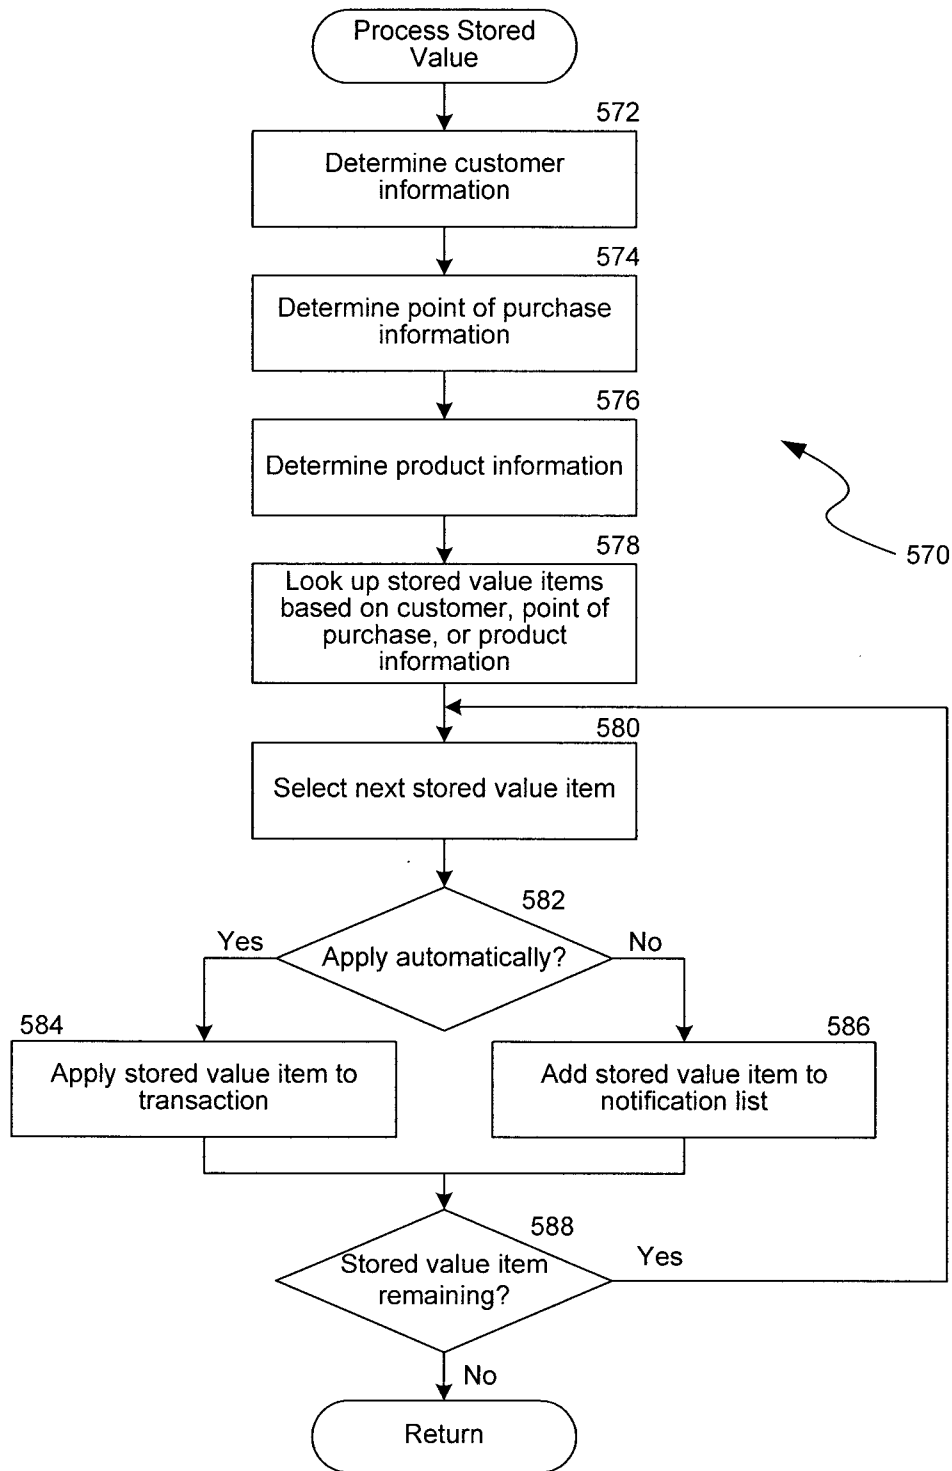 Process Stored
Value
572
Determine customer
information
574
Determine point of purchase
information
576
Determine product information
570
578
Look up stored value items
based on customer, point of
purchase, or product
information
580
Select next stored value item
582
Apply automatically?
Yes
No
584
Apply stored value item to
transaction
586
Add stored value item to
notification list
588
Stored value item
remaining?
Yes
No
Return